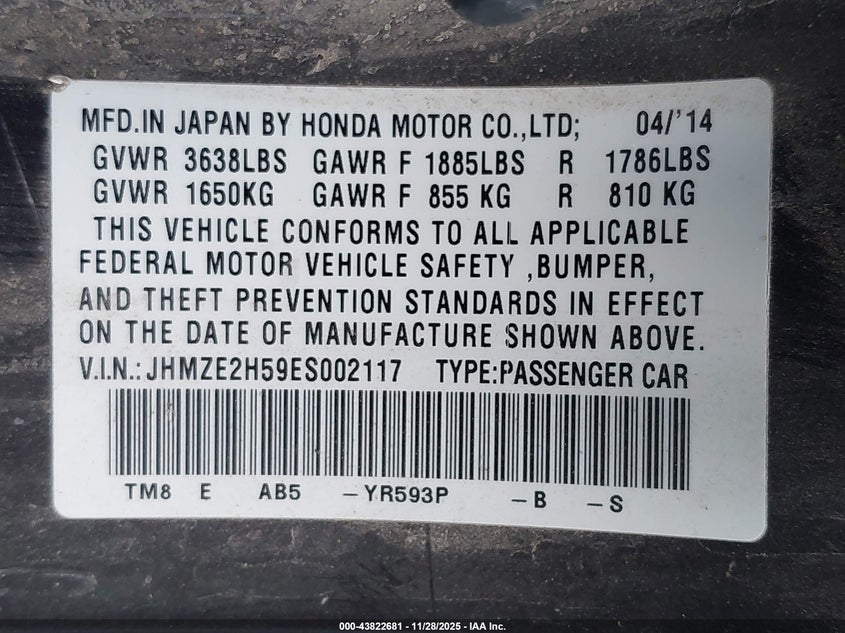 MFD.IN JAPAN BY HONDA MOTOR CO.,LTD; 04/'14
GVWR 3638LBS GAWR F 1885LBS R 1786LBS
GVWR 1650KG GAWR F 855 KG R 810 KG
THIS VEHICLE CONFORMS TO ALL APPLICABLE
FEDERAL MOTOR VEHICLE SAFETY ,BUMPER,
AND THEFT PREVENTION STANDARDS IN EFFECT
ON THE DATE OF MANUFACTURE SHOWN ABOVE.
V.I.N.:JHMZE2H59ES002117 TYPE:PASSENGER CAR
TM8 E AB5 -YR593P -B -S
000-43822681 - 11/28/2025 - IAA Inc.